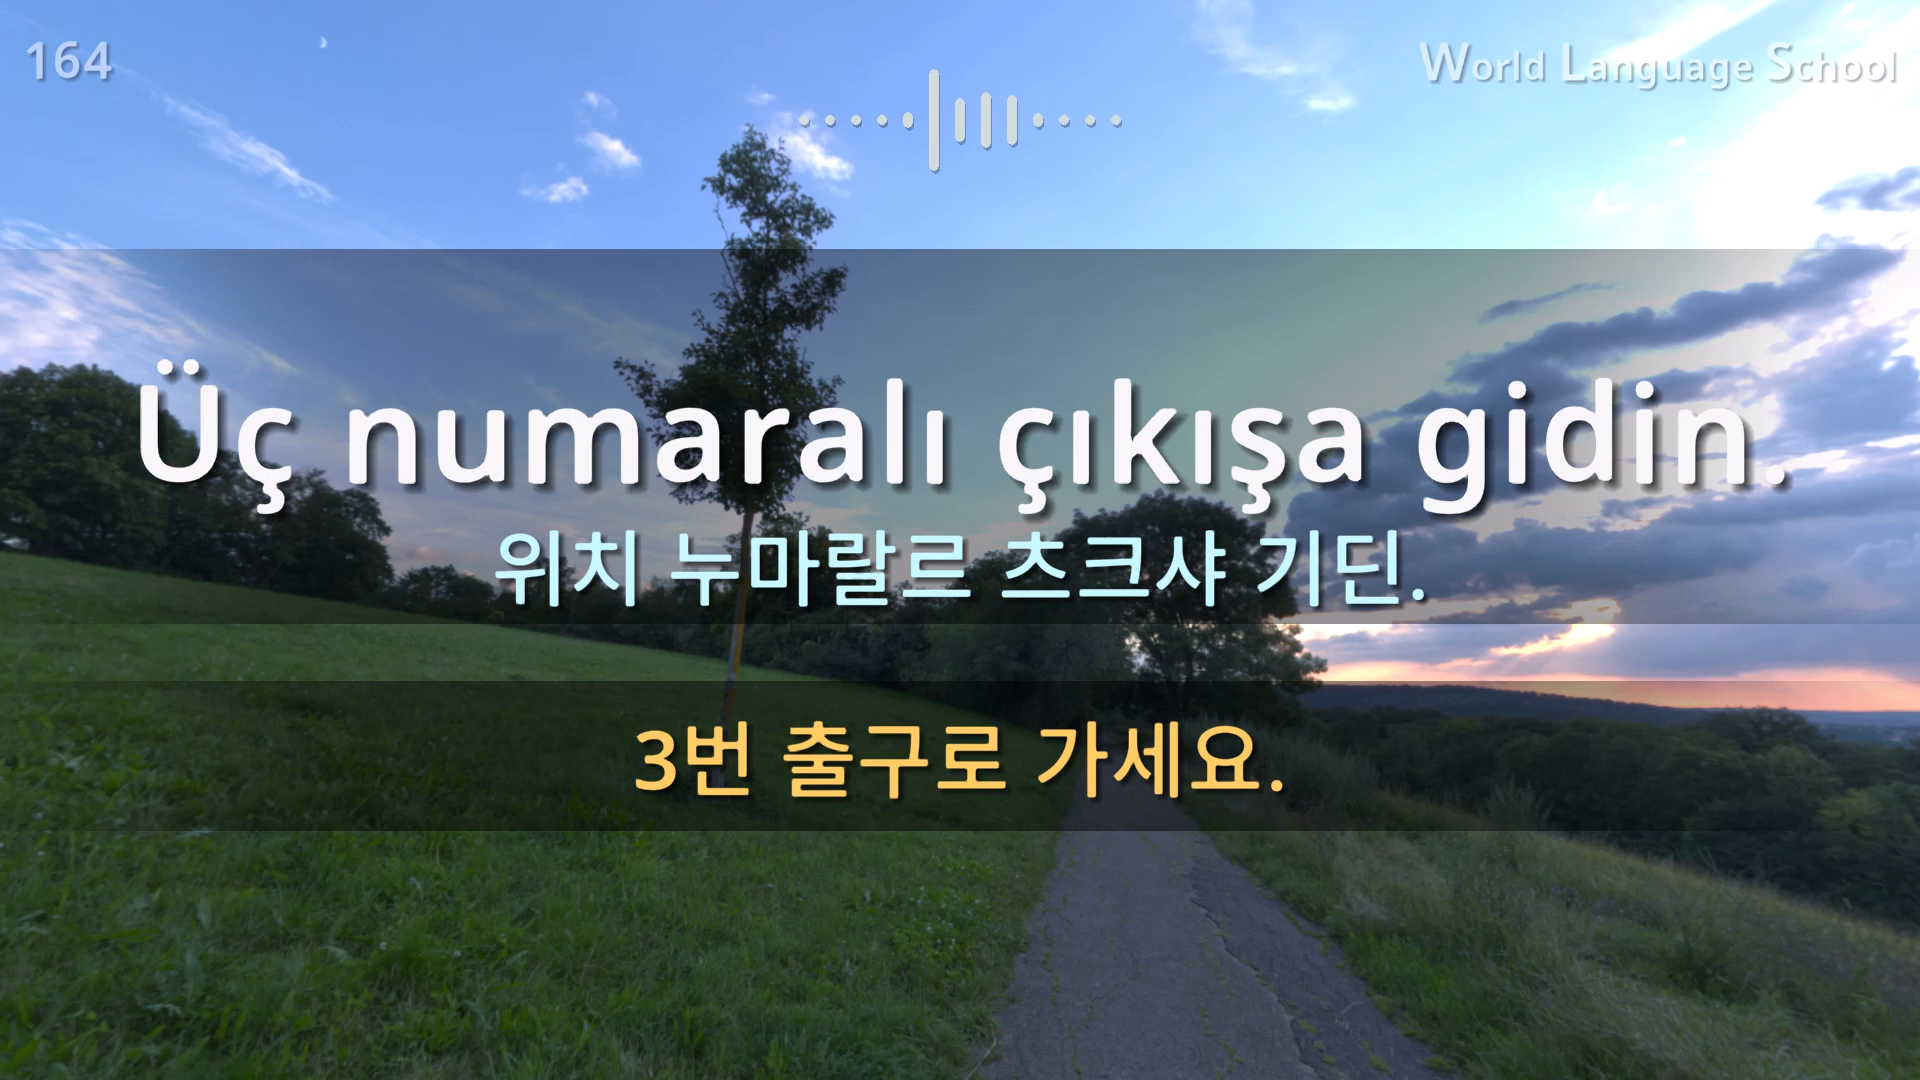 164
World Language School
Üç numaralı çıkışa gidin.
위치 누마랄르 츠크샤 기딘.
3번 출구로 가세요.